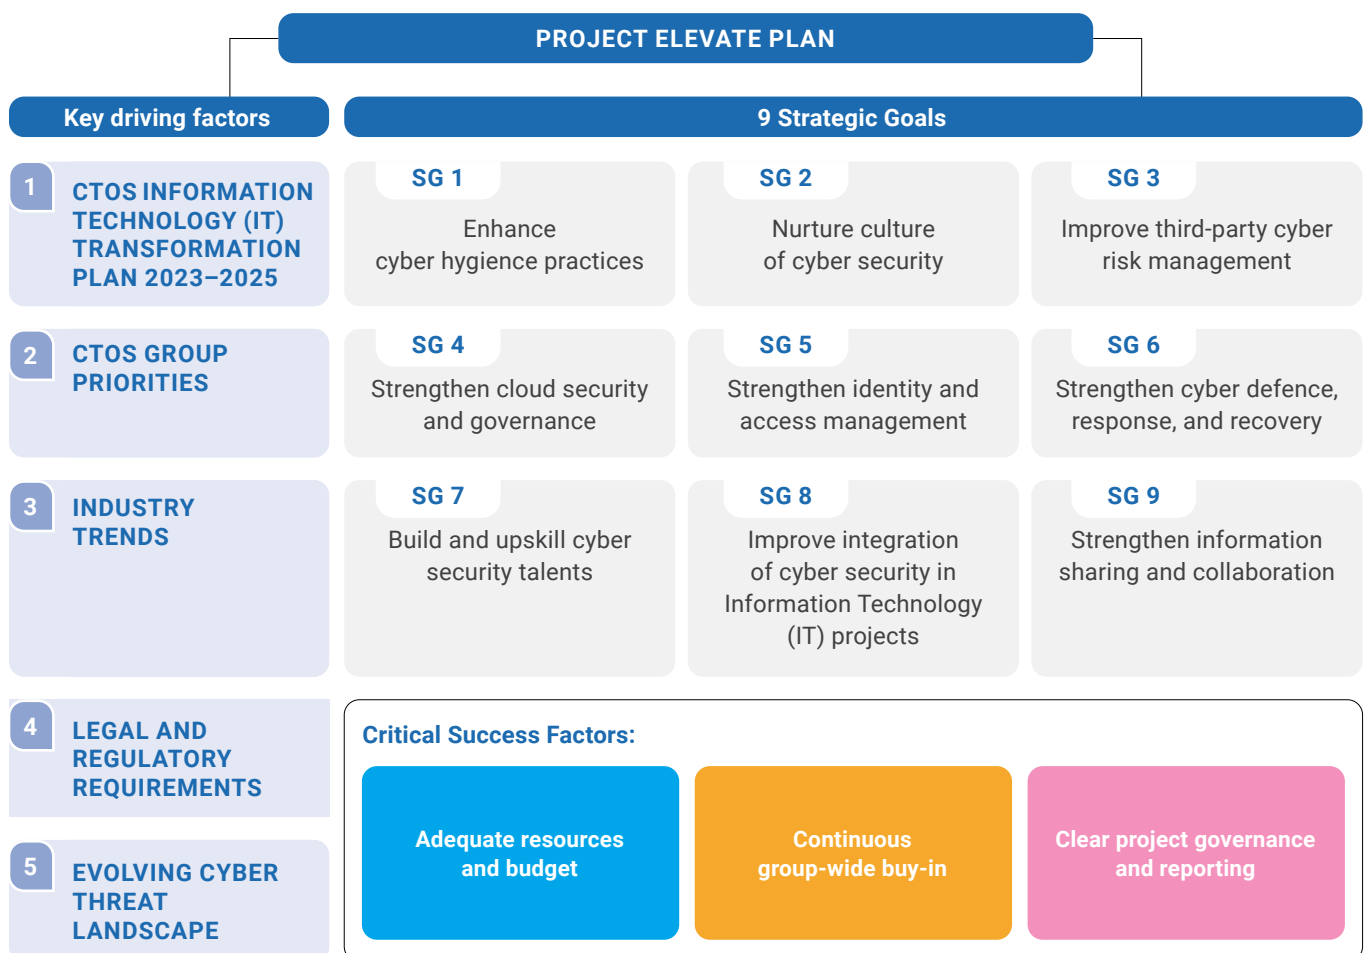 PROJECT ELEVATE PLAN
Key driving factors
9 Strategic Goals
1
CTOS INFORMATION
TECHNOLOGY (IT)
TRANSFORMATION
PLAN 2023–2025
SG 1
Enhance
cyber hygience practices
SG 2
Nurture culture
of cyber security
SG 3
Improve third-party cyber
risk management
2
CTOS GROUP
PRIORITIES
SG 4
Strengthen cloud security
and governance
SG 5
Strengthen identity and
access management
SG 6
Strengthen cyber defence,
response, and recovery
3
INDUSTRY
TRENDS
SG 7
Build and upskill cyber
security talents
SG 8
Improve integration
of cyber security in
Information Technology
(IT) projects
SG 9
Strengthen information
sharing and collaboration
4
LEGAL AND
REGULATORY
REQUIREMENTS
5
EVOLVING CYBER
THREAT
LANDSCAPE
Critical Success Factors:
Adequate resources
and budget
Continuous
group-wide buy-in
Clear project governance
and reporting